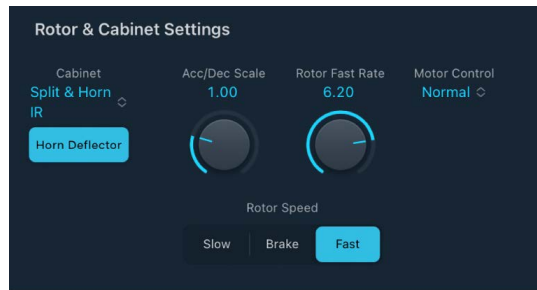 Rotor & Cabinet Settings
Cabinet
Split & Horn
IR
Horn Deflector
Acc/Dec Scale
1.00
Rotor Fast Rate
6.20
Motor Control
Normal
Rotor Speed
Slow
Brake
Fast